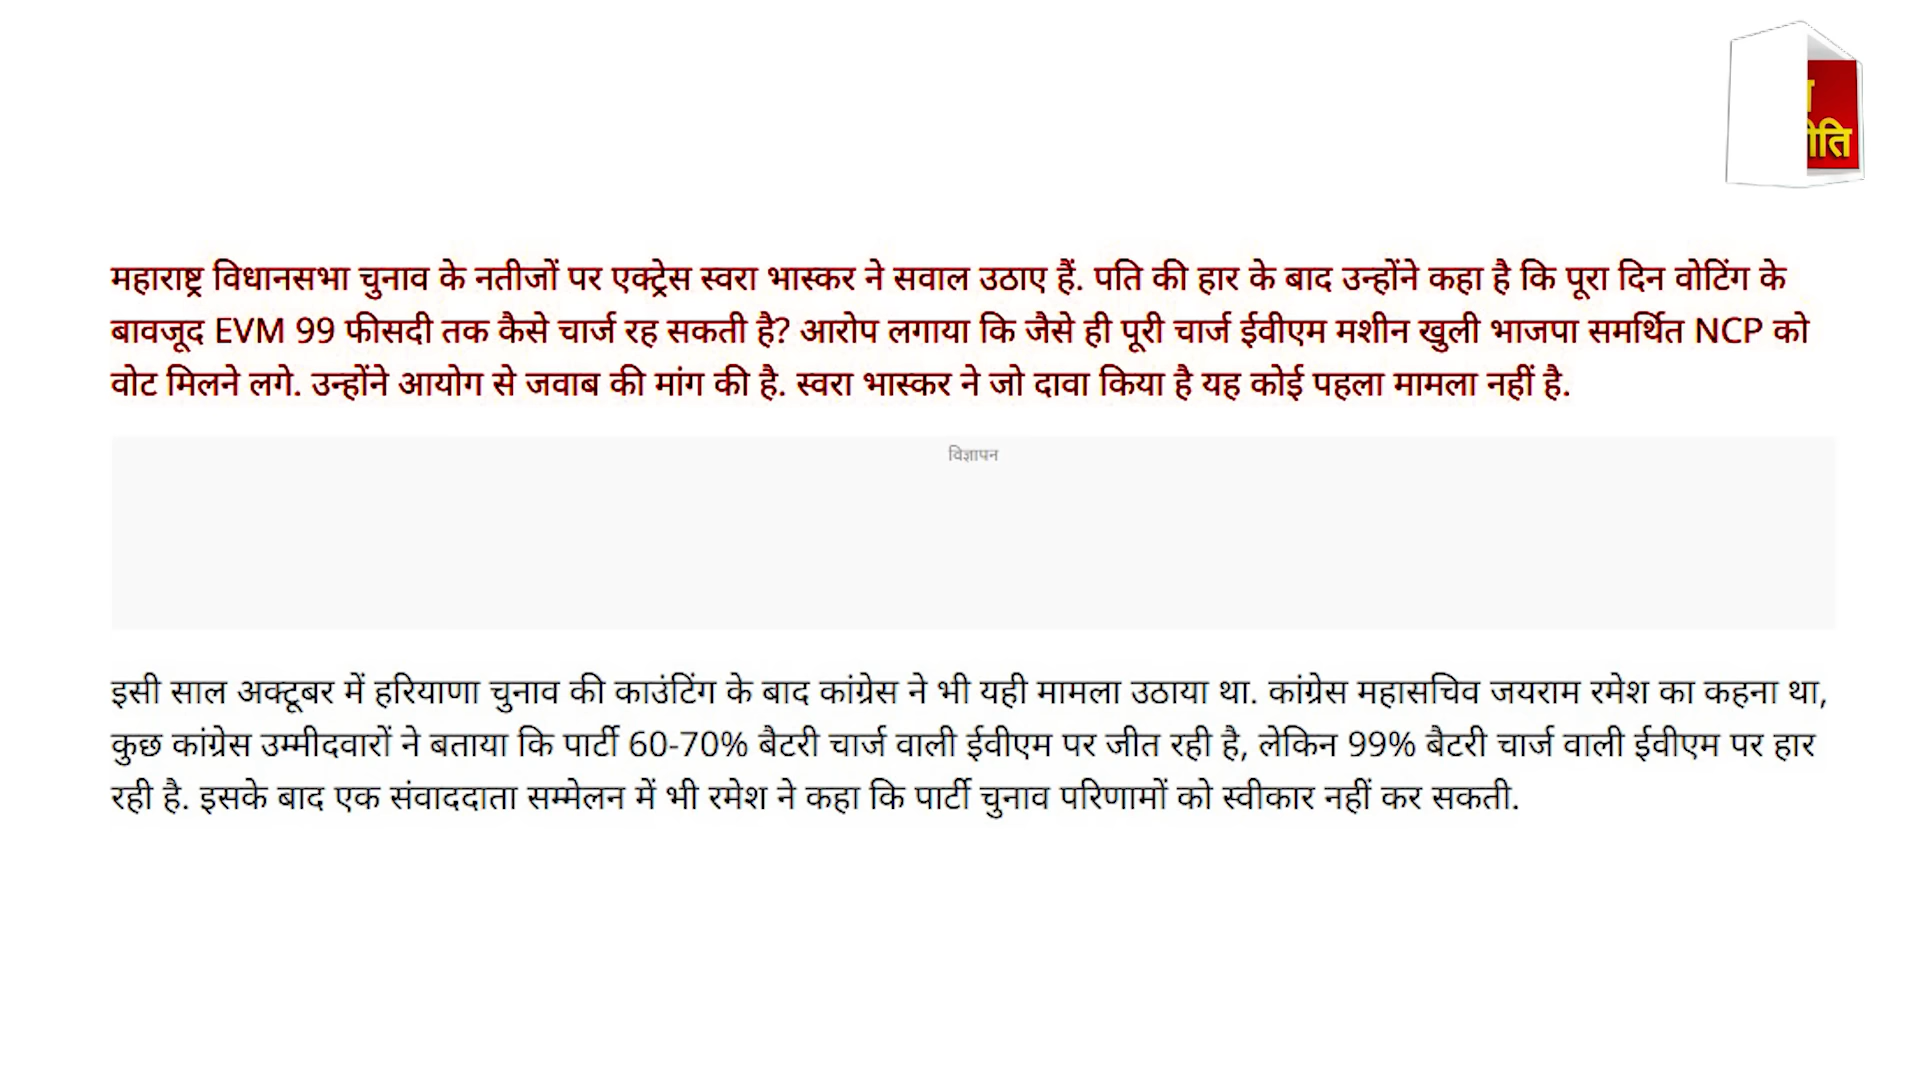 महाराष्ट्र विधानसभा चुनाव के नतीजों पर एक्ट्रेस स्वरा भास्कर ने सवाल उठाए हैं. पति की हार के बाद उन्होंने कहा है कि पूरा दिन वोटिंग के
बावजूद EVM 99 फीसदी तक कैसे चार्ज रह सकती है? आरोप लगाया कि जैसे ही पूरी चार्ज ईवीएम मशीन खुली भाजपा समर्थित NCP को
वोट मिलने लगे. उन्होंने आयोग से जवाब की मांग की है. स्वरा भास्कर ने जो दावा किया है यह कोई पहला मामला नहीं है.
विज्ञापन
इसी साल अक्टूबर में हरियाणा चुनाव की काउंटिंग के बाद कांग्रेस ने भी यही मामला उठाया था. कांग्रेस महासचिव जयराम रमेश का कहना था,
कुछ कांग्रेस उम्मीदवारों ने बताया कि पार्टी 60-70% बैटरी चार्ज वाली ईवीएम पर जीत रही है, लेकिन 99% बैटरी चार्ज वाली ईवीएम पर हार
रही है. इसके बाद एक संवाददाता सम्मेलन में भी रमेश ने कहा कि पार्टी चुनाव परिणामों को स्वीकार नहीं कर सकती.